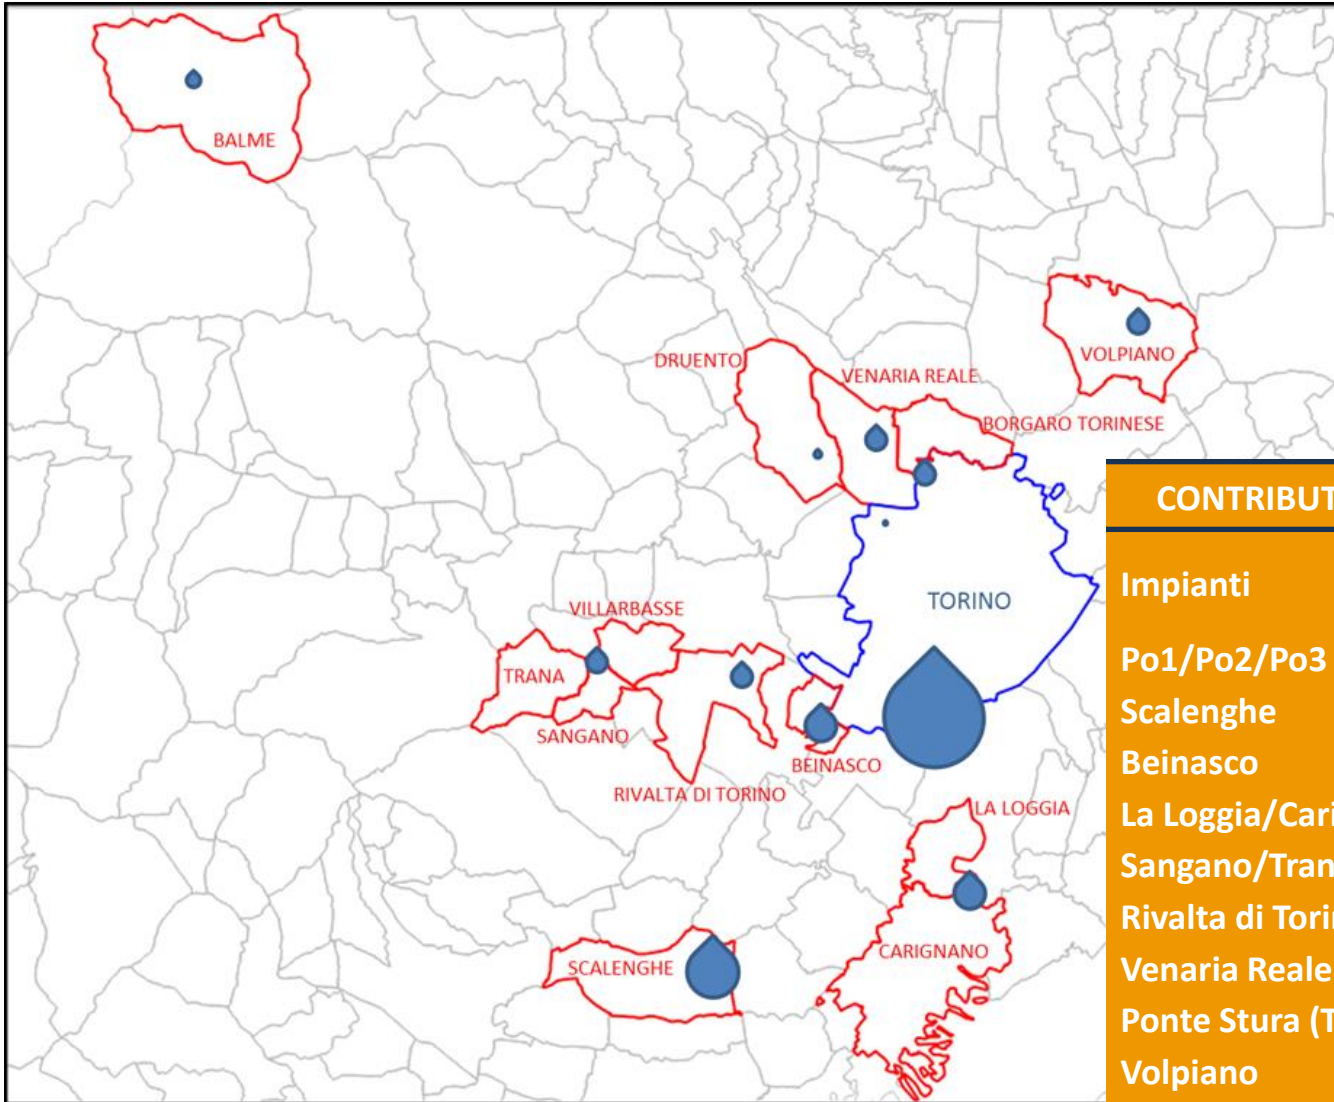 BALME
VOLPIANO
DRUENTO
VENARIA REALE
BORGARO TORINESE
TORINO
VILLARBASSE
TRANA
SANGANO
BEINASCO
RIVALTA DI TORINO
LA LOGGIA
CARIGNANO
SCALENGHE
CONTRIBUT
Impianti
Po1/Po2/Po3
Scalenghe
Beinasco
La Loggia/Cari
Sangano/Tran
Rivalta di Tori
Venaria Reale
Ponte Stura (T
Volpiano